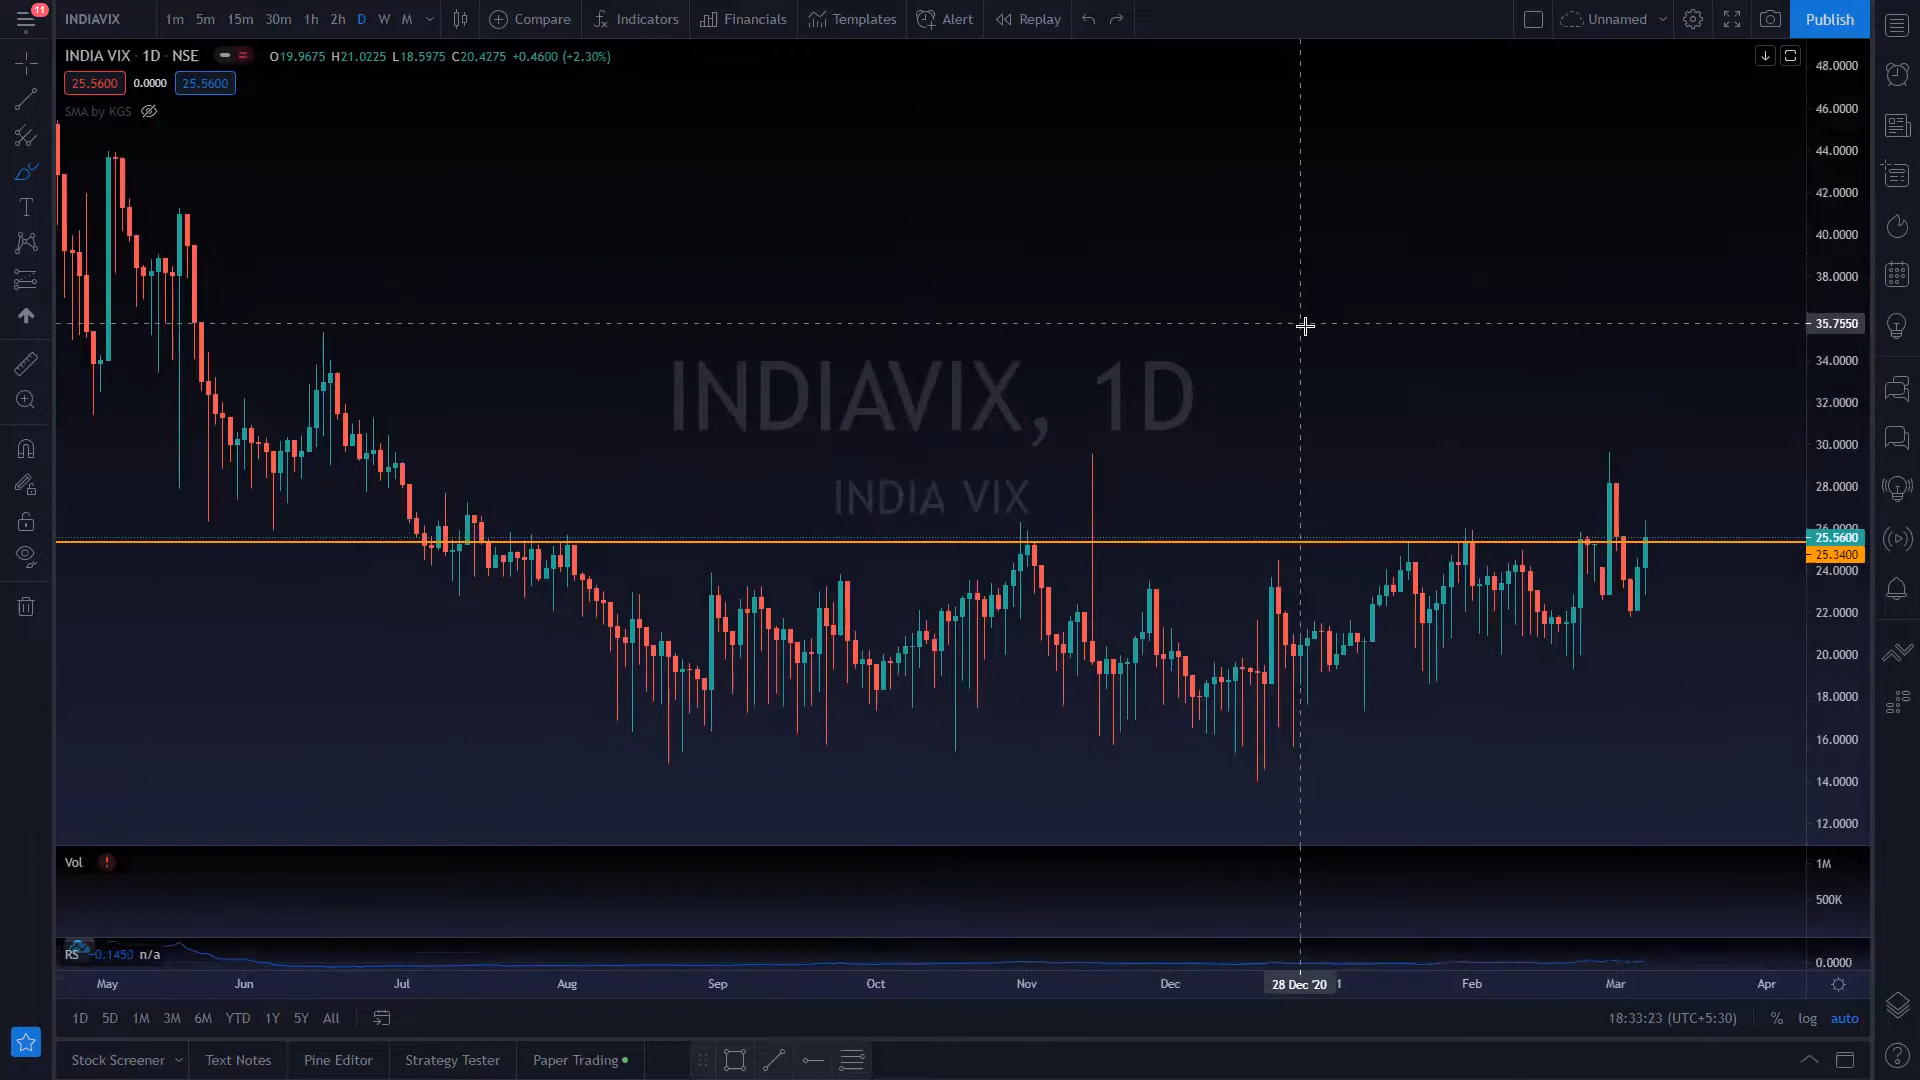 11
INDIAVIX 1m 5m 15m 30m 1h 2h D W M Compare Indicators Financials Templates Alert Replay Unnamed Publish
INDIA VIX · 1D · NSE O19.9675 H21.0225 L18.5975 C20.4275 +0.4600 (+2.30%)
25.5600 0.0000 25.5600
SMA by KGS
48.0000
46.0000
44.0000
42.0000
40.0000
38.0000
35.7550
34.0000
32.0000
30.0000
28.0000
26.0000
25.5600
25.3400
24.0000
22.0000
20.0000
18.0000
16.0000
14.0000
12.0000
INDIAVIX, 1D
INDIA VIX
Vol ! 1M
500K
RS -0.1450 n/a 0.0000
May Jun Jul Aug Sep Oct Nov Dec 28 Dec '20 1 Feb Mar Apr
1D 5D 1M 3M 6M YTD 1Y 5Y All 18:33:23 (UTC+5:30) % log auto
Stock Screener Text Notes Pine Editor Strategy Tester Paper Trading